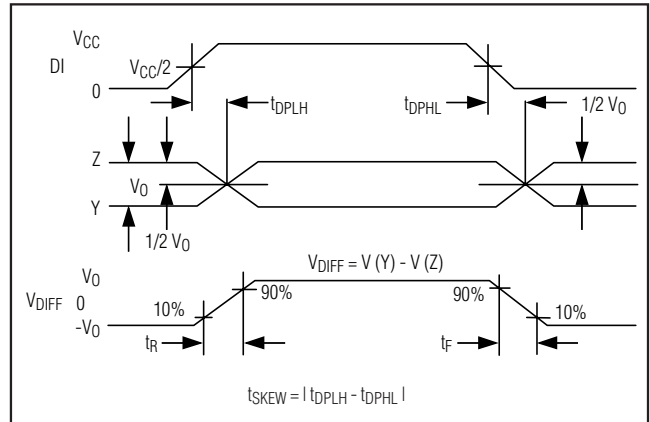 VCC
DI
VCC/2
0
tDPLH
tDPHL
1/2 VO
Z
VO
Y
1/2 VO
VDIFF = V (Y) - V (Z)
VO
VDIFF 0
-VO
10%
90%
90%
10%
tR
tF
tSKEW = | tDPLH - tDPHL |